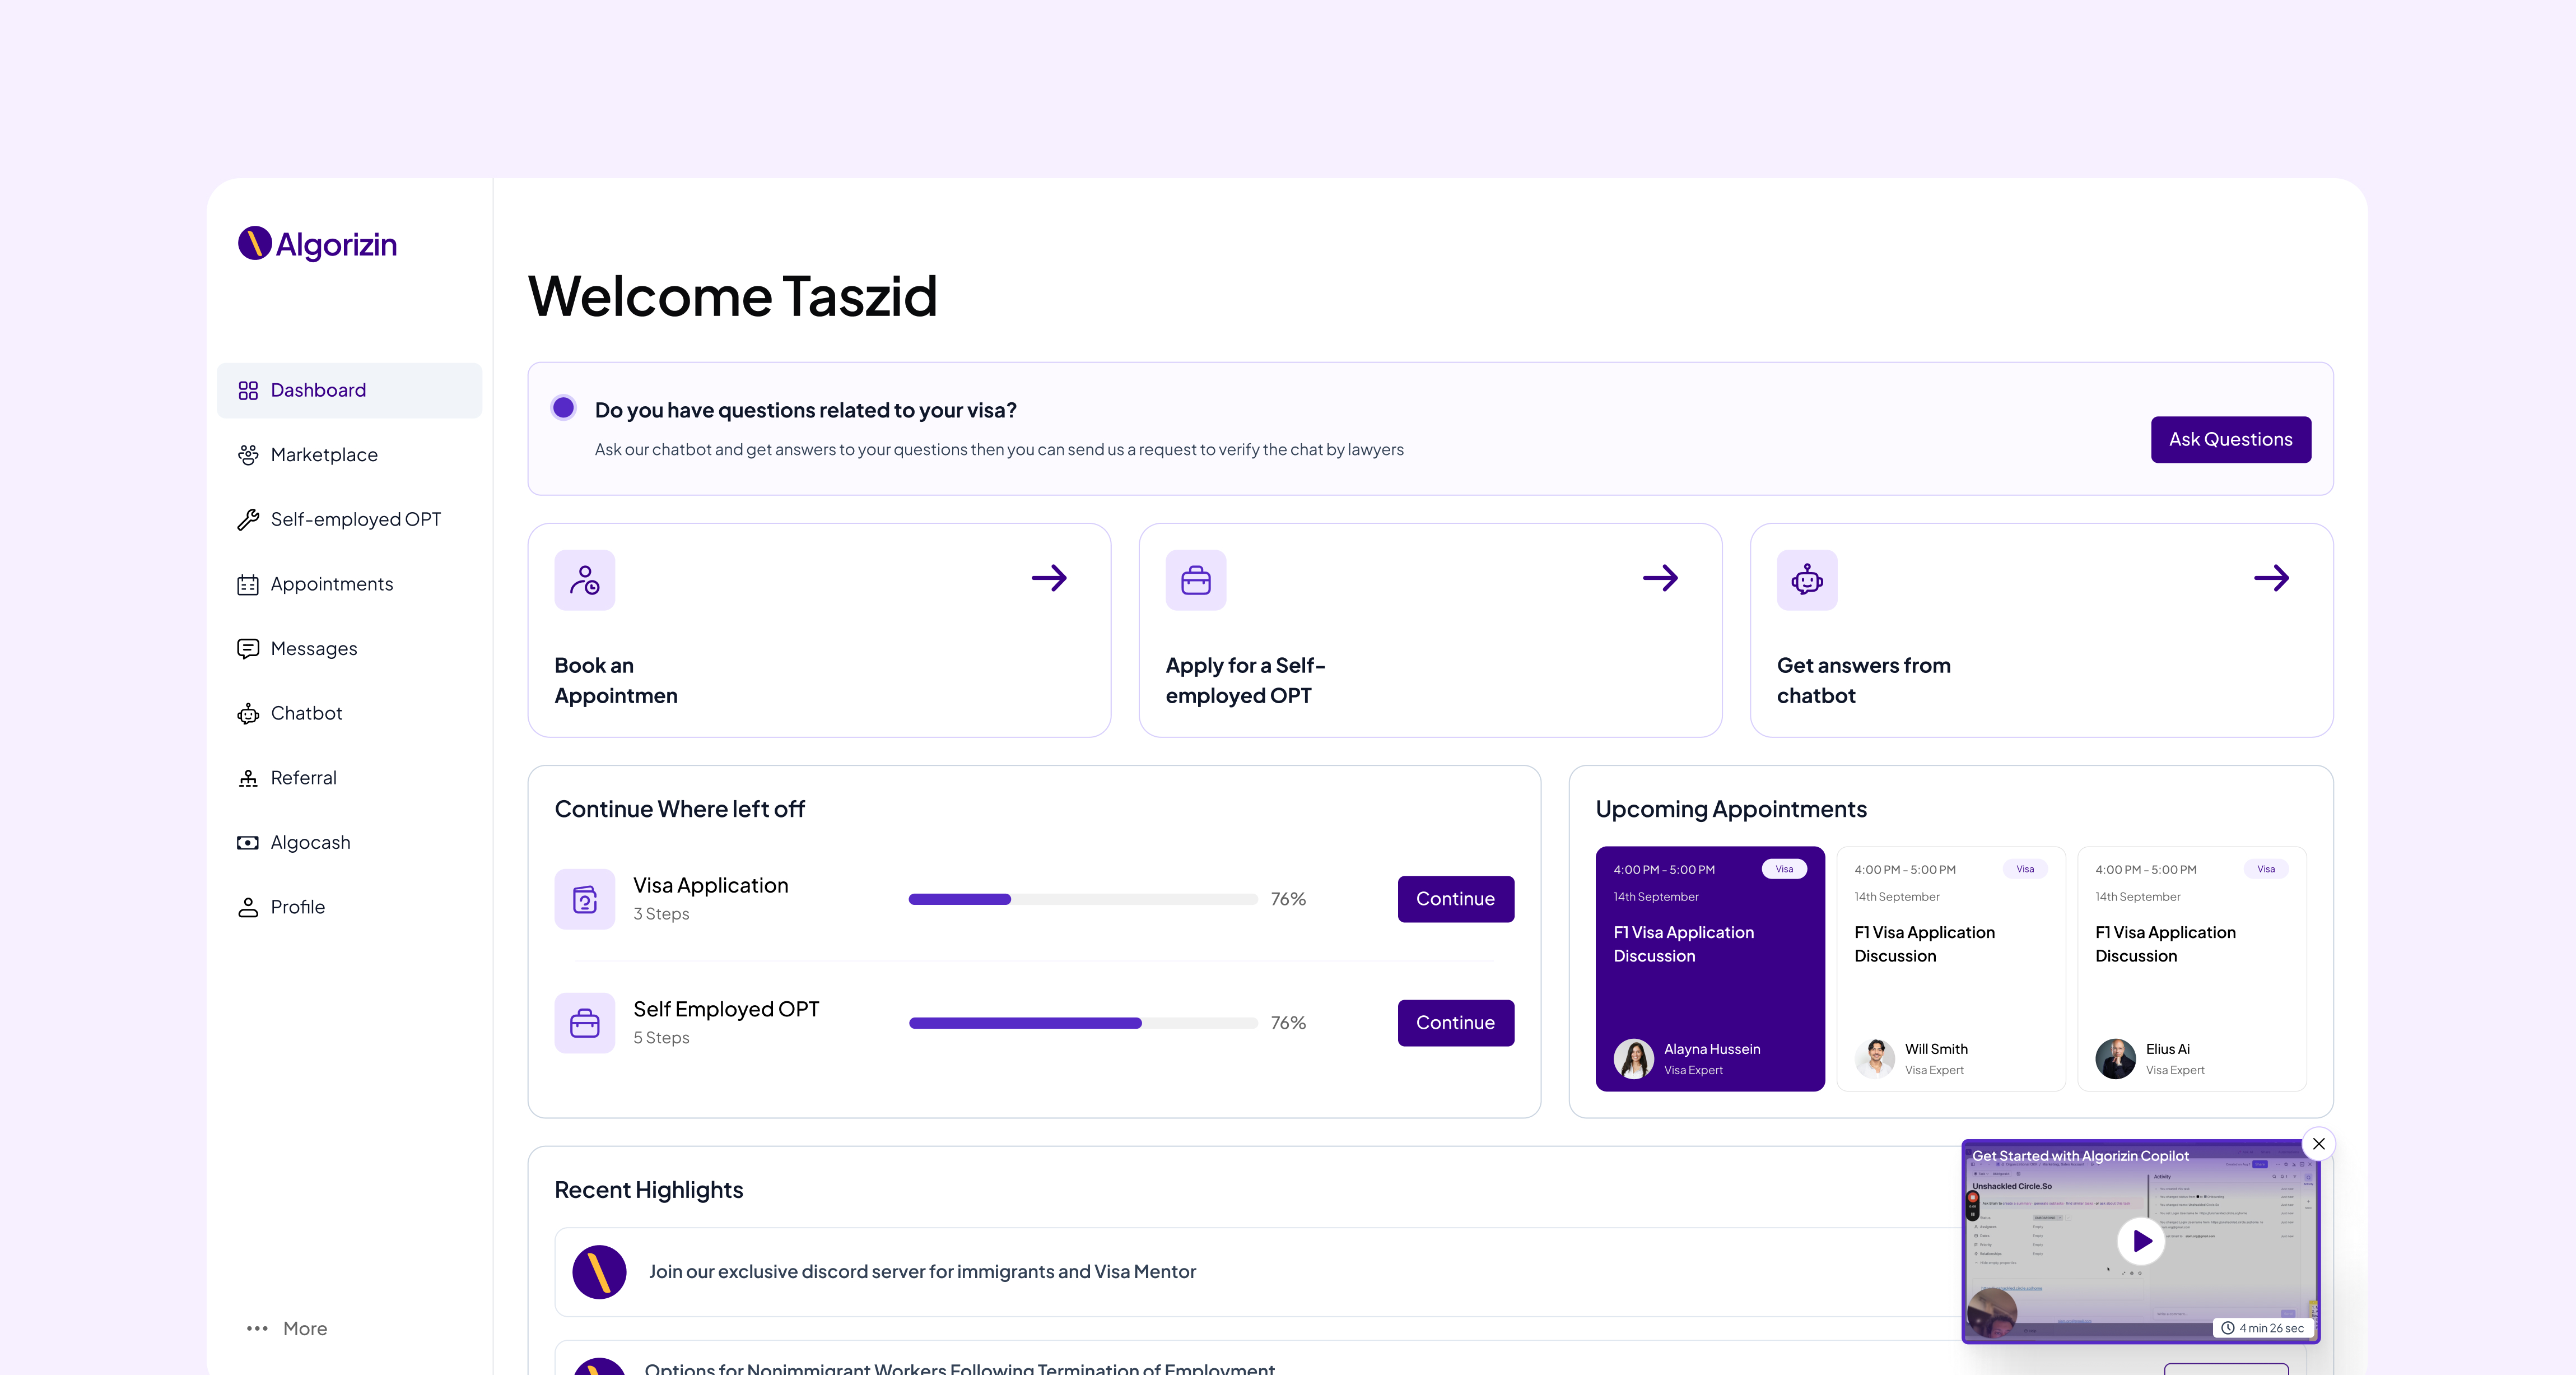 Algorizin
Dashboard
Marketplace
Self-employed OPT
Appointments
Messages
Chatbot
Referral
Algocash
Profile
More
Welcome Taszid
Do you have questions related to your visa?
Ask our chatbot and get answers to your questions then you can send us a request to verify the chat by lawyers
Ask Questions
Book an
Appointmen
Apply for a Self-
employed OPT
Get answers from
chatbot
Continue Where left off
Visa Application
3 Steps
76%
Continue
Self Employed OPT
5 Steps
76%
Continue
Upcoming Appointments
4:00 PM - 5:00 PM
Visa
14th September
F1 Visa Application
Discussion
Alayna Hussein
Visa Expert
4:00 PM - 5:00 PM
Visa
14th September
F1 Visa Application
Discussion
Will Smith
Visa Expert
4:00 PM - 5:00 PM
Visa
14th September
F1 Visa Application
Discussion
Elius Ai
Visa Expert
Recent Highlights
Join our exclusive discord server for immigrants and Visa Mentor
Options for Nonimmigrant Workers Following Termination of Employment
Get Started with Algorizin Copilot
Unshackled Circle.So
Activity
4 min 26 sec